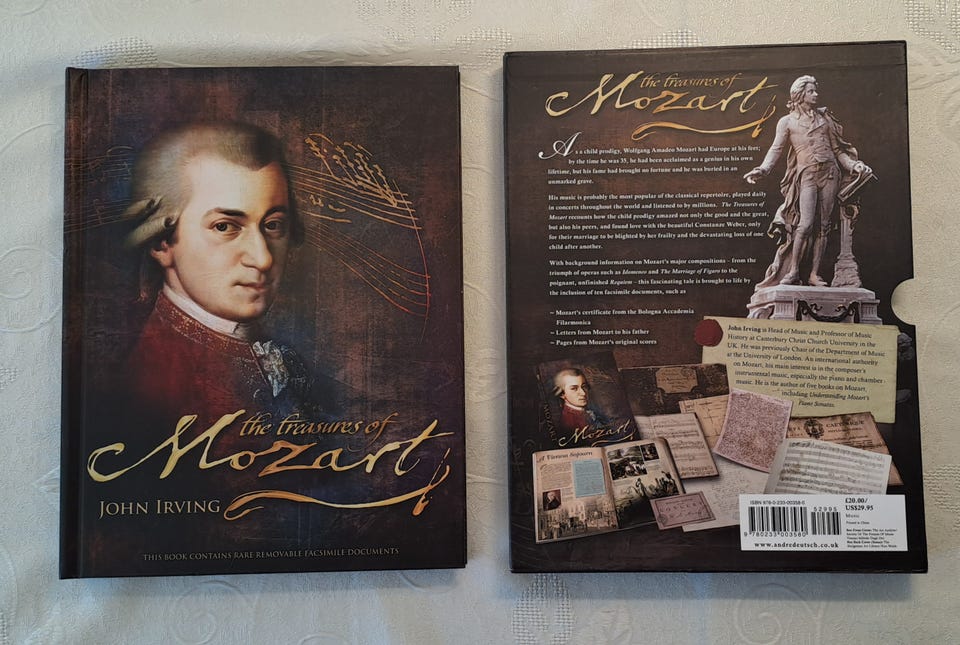 the treasures of
Mozart
JOHN IRVING
THIS BOOK CONTAINS RARE REMOVABLE FACSIMILE DOCUMENTS
the treasures of
Mozart
As a child prodigy, Wolfgang Amadeo Mozart had Europe at his feet;
by the time he was 35, he had been acclaimed as a genius in his own
lifetime, but his fame had brought no fortune and he was buried in an
unmarked grave.
His music is probably the most popular of the classical repertoire, played daily
in concerts throughout the world and listened to by millions. The Treasures of
Mozart recounts how the child prodigy amazed not only the good and the great,
but also his peers, and found love with the beautiful Constanze Weber, only
for their marriage to be blighted by her frailty and the devastating loss of one
child after another.
With background information on Mozart's major compositions - from the
triumph of operas such as Idomeneo and The Marriage of Figaro to the
poignant, unfinished Requiem - this fascinating tale is brought to life by
the inclusion of ten facsimile documents, such as
~ Mozart's certificate from the Bologna Accademia
Filarmonica
~ Letters from Mozart to his father
~ Pages from Mozart's original scores
John Irving is Head of Music and Professor of Music
History at Canterbury Christ Church University in the
UK. He was previously Chair of the Department of Music
at the University of London. An international authority
on Mozart, his main interest is in the composer's
instrumental music, especially the piano and chamber
music. He is the author of five books on Mozart,
including Understanding Mozart's
Piano Sonatas.
Mozart
A Viennese Sojourn
ISBN 978-0-233-00358-0
52995
9 780233 003580
www.andredeutsch.co.uk
£20.00/
US$29.95
MUSIC
Printed in China